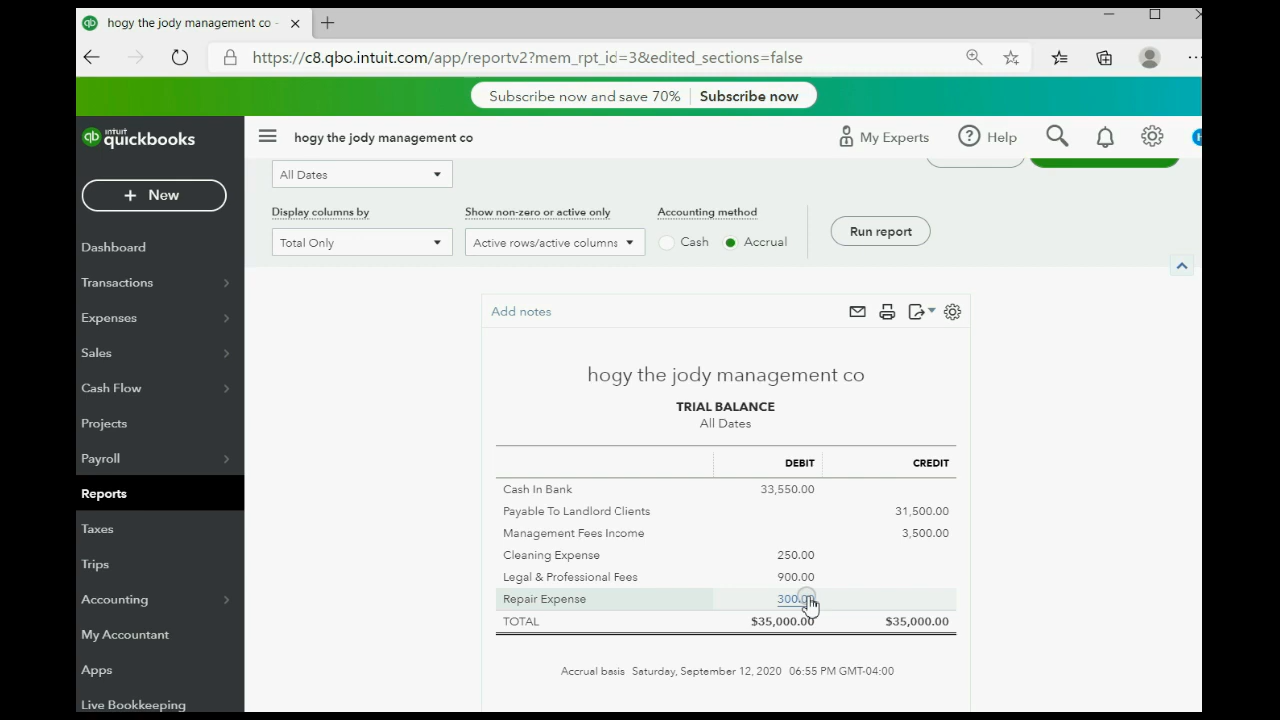 hogy the jody management co -
https://c8.qbo.intuit.com/app/reportv2?mem_rpt_id=3&edited_sections=false
Subscribe now and save 70% Subscribe now
qb intuit quickbooks
hogy the jody management co My Experts Help
All Dates
+ New
Display columns by Show non-zero or active only Accounting method
Total Only Active rows/active columns Cash Accrual Run report
Dashboard
Transactions
Expenses
Sales
Cash Flow
Projects
Payroll
Reports
Taxes
Trips
Accounting
My Accountant
Apps
Live Bookkeeping
Add notes
hogy the jody management co
TRIAL BALANCE
All Dates
DEBIT CREDIT
Cash In Bank 33,550.00
Payable To Landlord Clients 31,500.00
Management Fees Income 3,500.00
Cleaning Expense 250.00
Legal & Professional Fees 900.00
Repair Expense 300.00
TOTAL $35,000.00 $35,000.00
Accrual basis Saturday, September 12, 2020 06:55 PM GMT-04:00